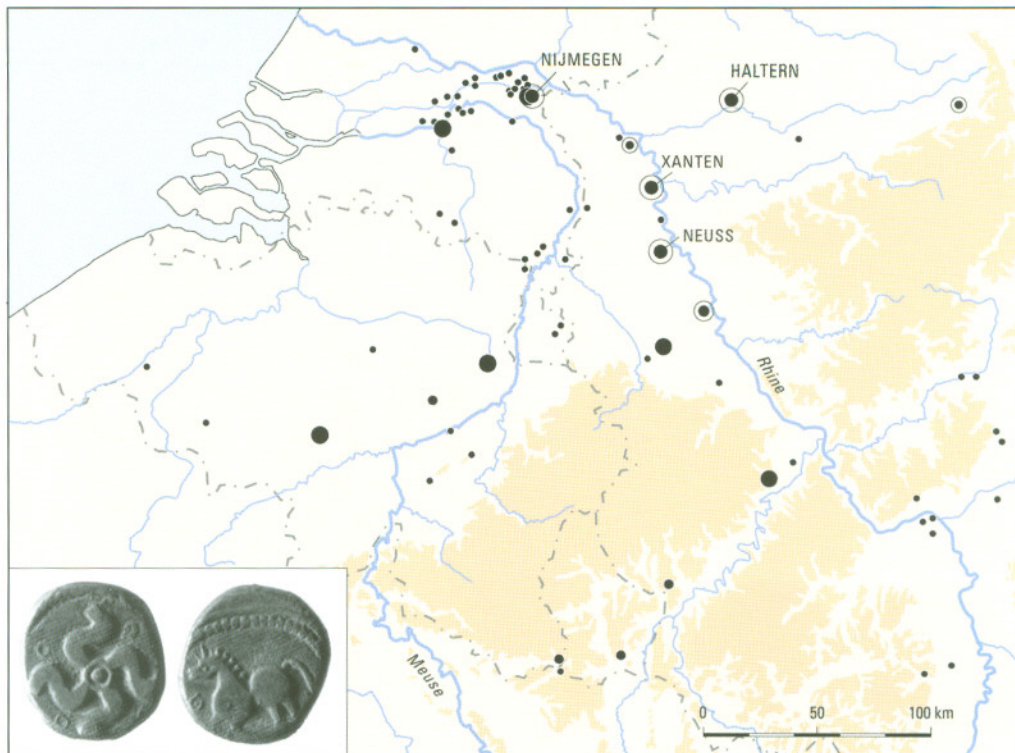 NIJMEGEN
HALTERN
XANTEN
NEUSS
Rhine
Meuse
0 50 100 km